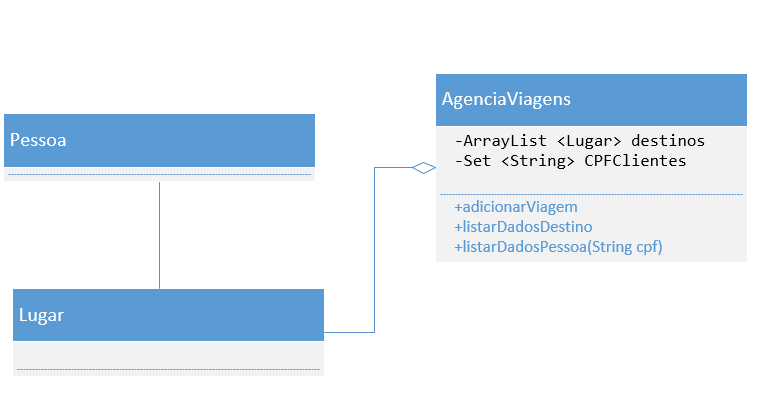 Pessoa
Lugar
AgenciaViagens
-ArrayList <Lugar> destinos
-Set <String> CPFClientes
+adicionarViagem
+listarDadosDestino
+listarDadosPessoa(String cpf)